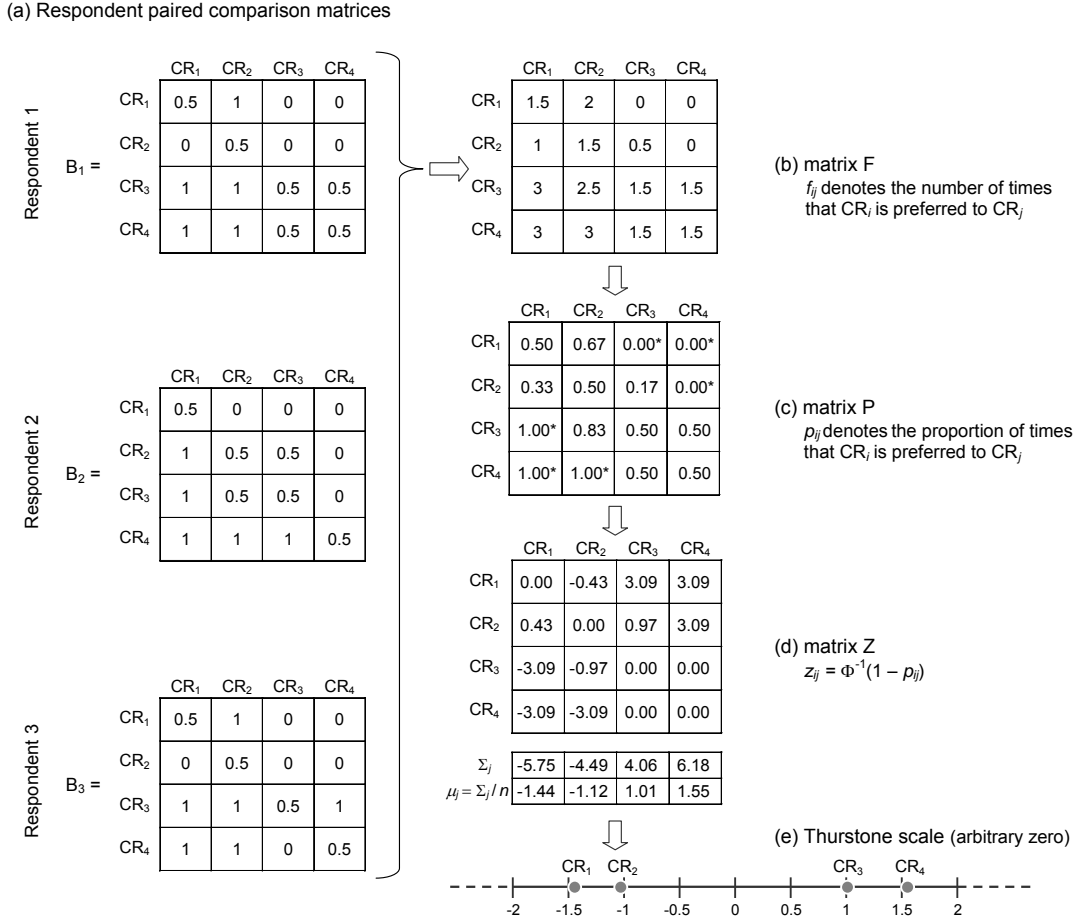 (a) Respondent paired comparison matrices
Respondent 1
B₁ =
CR₁ CR₂ CR₃ CR₄
CR₁ 0.5 1 0 0
CR₂ 0 0.5 0 0
CR₃ 1 1 0.5 0.5
CR₄ 1 1 0.5 0.5
Respondent 2
B₂ =
CR₁ CR₂ CR₃ CR₄
CR₁ 0.5 0 0 0
CR₂ 1 0.5 0.5 0
CR₃ 1 0.5 0.5 0
CR₄ 1 1 1 0.5
Respondent 3
B₃ =
CR₁ CR₂ CR₃ CR₄
CR₁ 0.5 1 0 0
CR₂ 0 0.5 0 0
CR₃ 1 1 0.5 1
CR₄ 1 1 0 0.5
CR₁ CR₂ CR₃ CR₄
CR₁ 1.5 2 0 0
CR₂ 1 1.5 0.5 0
CR₃ 3 2.5 1.5 1.5
CR₄ 3 3 1.5 1.5
(b) matrix F
fᵢⱼ denotes the number of times
that CRᵢ is preferred to CRⱼ
CR₁ CR₂ CR₃ CR₄
CR₁ 0.50 0.67 0.00* 0.00*
CR₂ 0.33 0.50 0.17 0.00*
CR₃ 1.00* 0.83 0.50 0.50
CR₄ 1.00* 1.00* 0.50 0.50
(c) matrix P
pᵢⱼ denotes the proportion of times
that CRᵢ is preferred to CRⱼ
CR₁ CR₂ CR₃ CR₄
CR₁ 0.00 -0.43 3.09 3.09
CR₂ 0.43 0.00 0.97 3.09
CR₃ -3.09 -0.97 0.00 0.00
CR₄ -3.09 -3.09 0.00 0.00
(d) matrix Z
zᵢⱼ = Φ⁻¹(1 – pᵢⱼ)
Σⱼ -5.75 -4.49 4.06 6.18
μⱼ = Σⱼ / n -1.44 -1.12 1.01 1.55
(e) Thurstone scale (arbitrary zero)
CR₁ CR₂ CR₃ CR₄
-2 -1.5 -1 -0.5 0 0.5 1 1.5 2